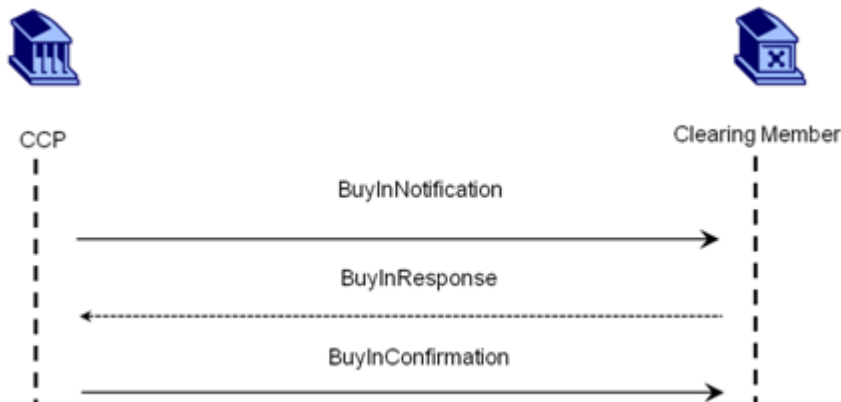 CCP
Clearing Member
BuyInNotification
BuyInResponse
BuyInConfirmation